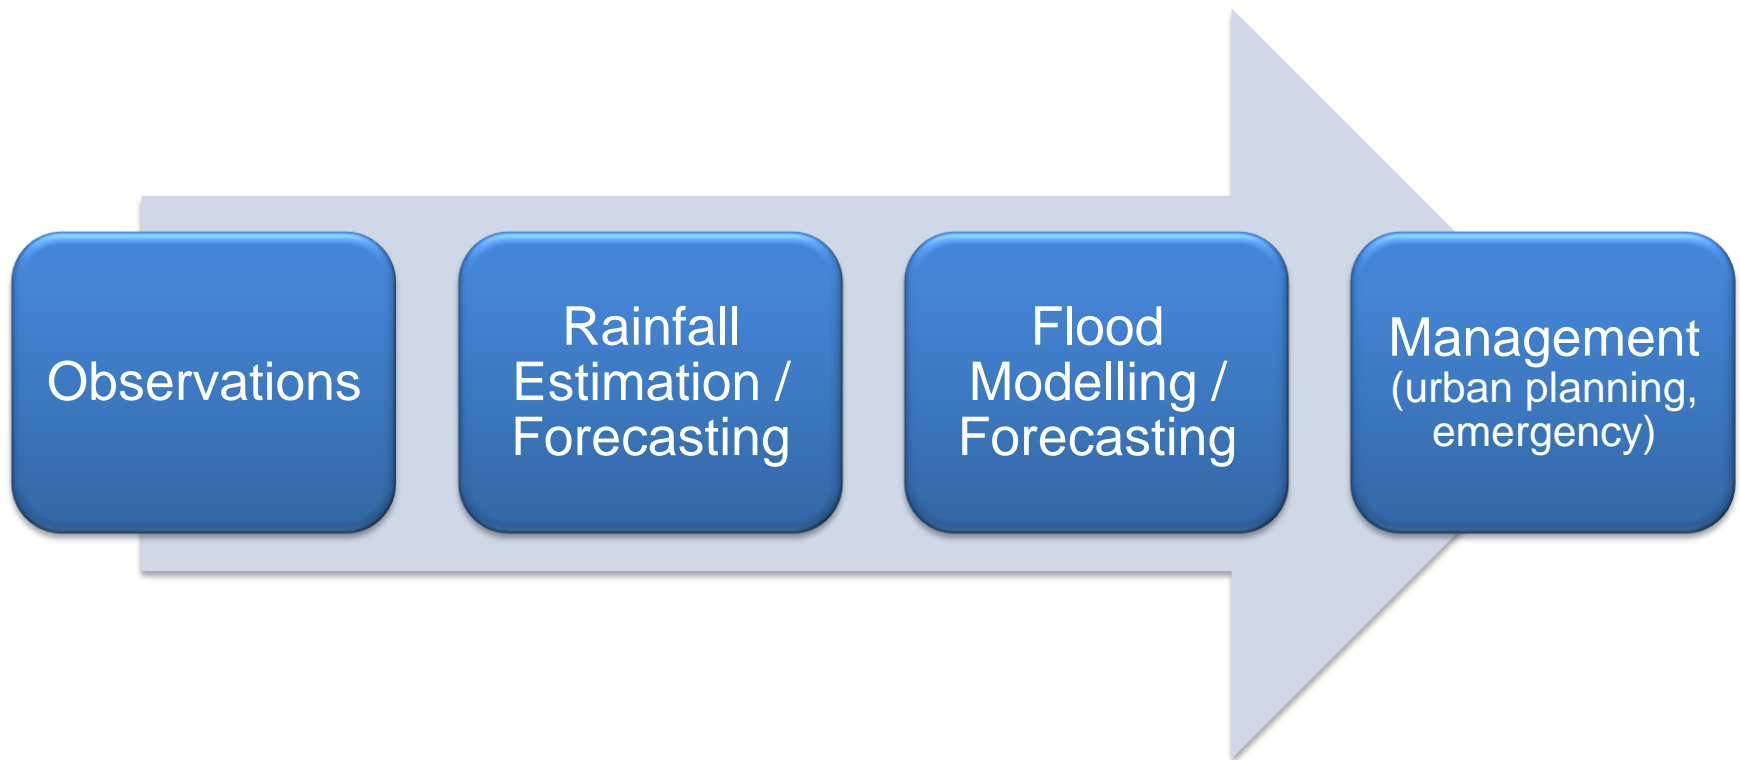 Observations
Rainfall
Estimation /
Forecasting
Flood
Modelling /
Forecasting
Management
(urban planning,
emergency)